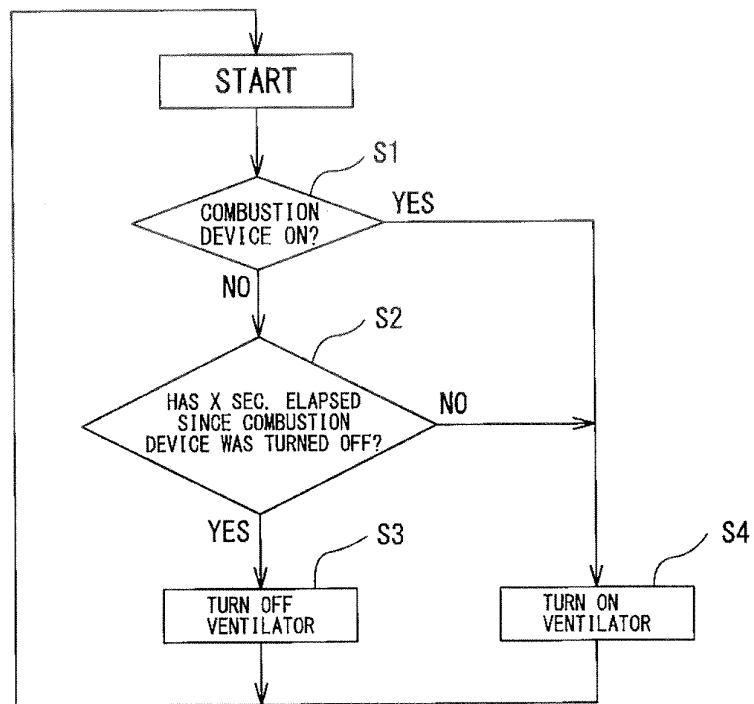 START
S1
COMBUSTION
DEVICE ON?
YES
NO
S2
HAS X SEC. ELAPSED
SINCE COMBUSTION
DEVICE WAS TURNED OFF?
NO
YES
S3
TURN OFF
VENTILATOR
S4
TURN ON
VENTILATOR